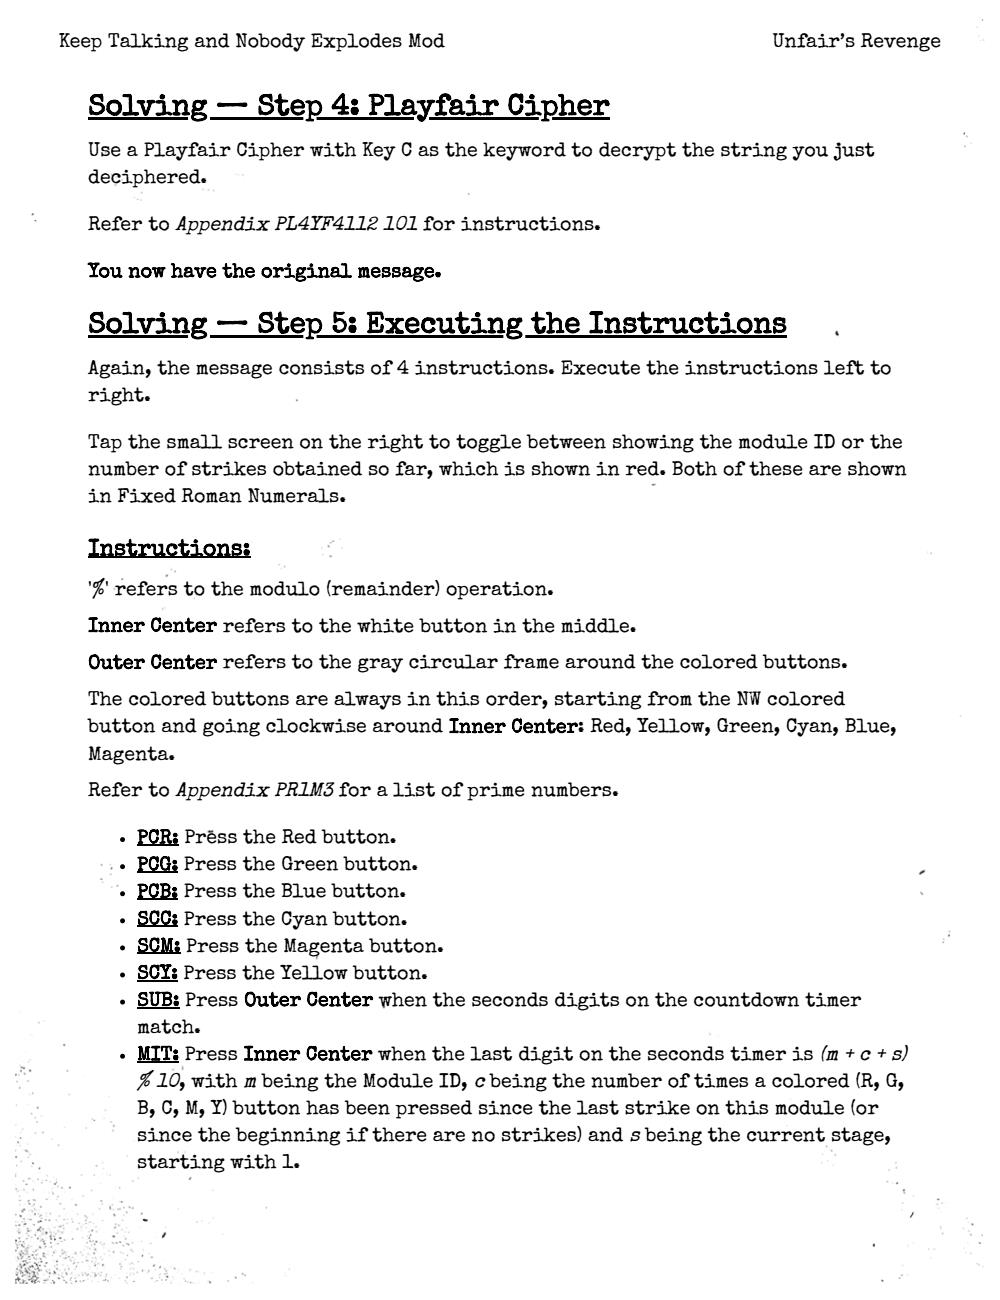 Keep Talking and Nobody Explodes Mod Unfair's Revenge
Solving — Step 4: Playfair Cipher
Use a Playfair Cipher with Key C as the keyword to decrypt the string you just
deciphered.
Refer to Appendix PL4YF4112 101 for instructions.
You now have the original message.
Solving — Step 5: Executing the Instructions
Again, the message consists of 4 instructions. Execute the instructions left to
right.
Tap the small screen on the right to toggle between showing the module ID or the
number of strikes obtained so far, which is shown in red. Both of these are shown
in Fixed Roman Numerals.
Instructions:
'%' refers to the modulo (remainder) operation.
Inner Center refers to the white button in the middle.
Outer Center refers to the gray circular frame around the colored buttons.
The colored buttons are always in this order, starting from the NW colored
button and going clockwise around Inner Center: Red, Yellow, Green, Cyan, Blue,
Magenta.
Refer to Appendix PR1M3 for a list of prime numbers.
• PCR: Press the Red button.
• PCG: Press the Green button.
• PCB: Press the Blue button.
• SCC: Press the Cyan button.
• SCM: Press the Magenta button.
• SCY: Press the Yellow button.
• SUB: Press Outer Center when the seconds digits on the countdown timer
match.
• MIT: Press Inner Center when the last digit on the seconds timer is (m + c + s)
% 10, with m being the Module ID, c being the number of times a colored (R, G,
B, C, M, Y) button has been pressed since the last strike on this module (or
since the beginning if there are no strikes) and s being the current stage,
starting with 1.